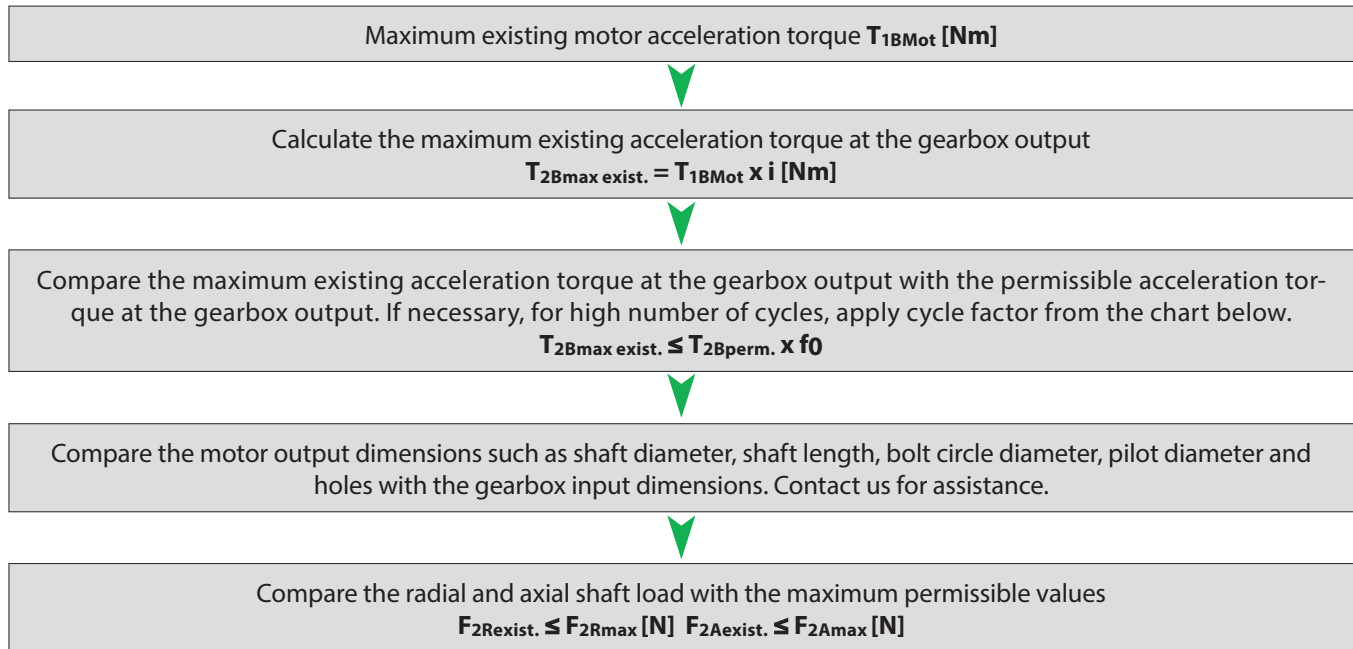 Maximum existing motor acceleration torque T1BMot [Nm]
Calculate the maximum existing acceleration torque at the gearbox output
T2Bmax exist. = T1BMot x i [Nm]
Compare the maximum existing acceleration torque at the gearbox output with the permissible acceleration tor-
que at the gearbox output. If necessary, for high number of cycles, apply cycle factor from the chart below.
T2Bmax exist. ≤ T2Bperm. x f0
Compare the motor output dimensions such as shaft diameter, shaft length, bolt circle diameter, pilot diameter and
holes with the gearbox input dimensions. Contact us for assistance.
Compare the radial and axial shaft load with the maximum permissible values
F2Rexist. ≤ F2Rmax [N] F2Aexist. ≤ F2Amax [N]